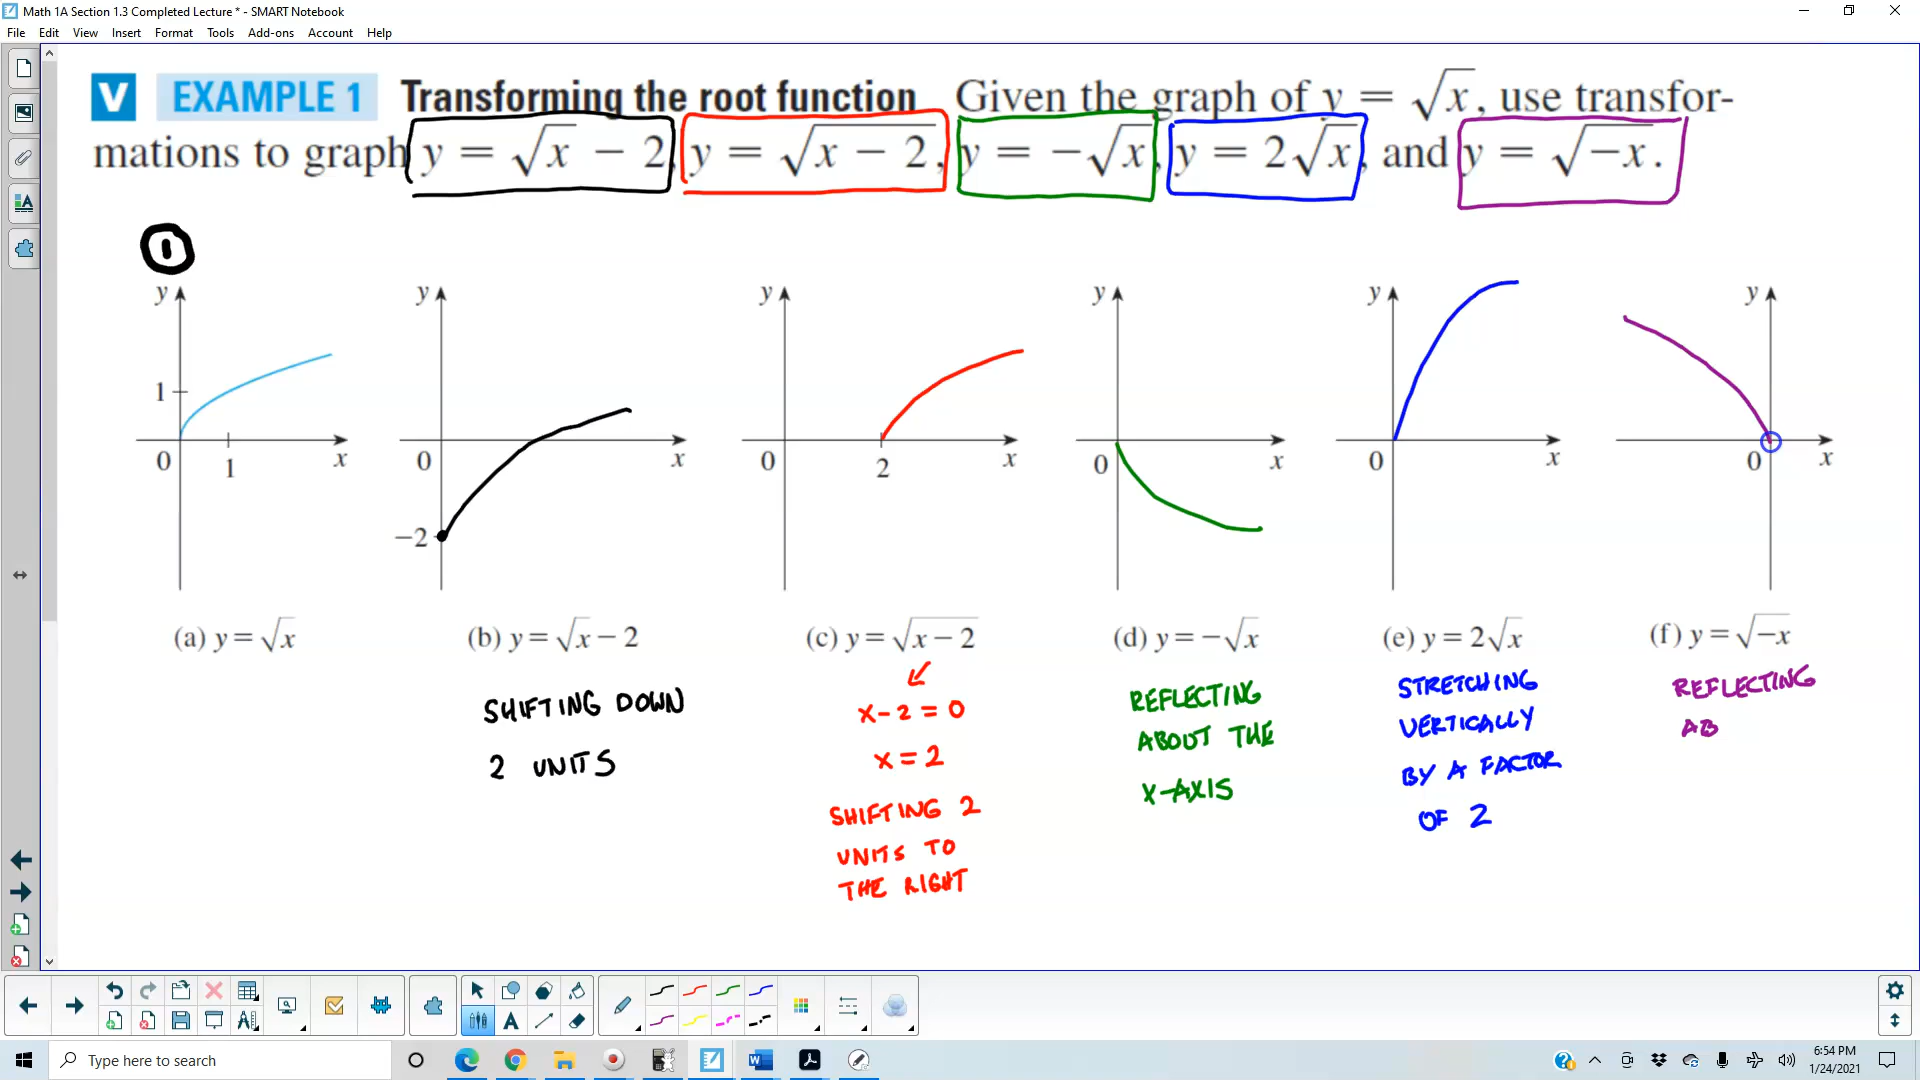 Math 1A Section 1.3 Completed Lecture * - SMART Notebook
File Edit View Insert Format Tools Add-ons Account Help
V EXAMPLE 1 Transforming the root function Given the graph of y = √x, use transfor-
mations to graph y = √x − 2, y = √(x − 2), y = −√x, y = 2√x, and y = √(−x).
①
y y y y y y
1
0 1 x 0 x 0 2 x 0 x 0 x 0 x
−2
(a) y = √x (b) y = √x − 2 (c) y = √(x − 2) (d) y = −√x (e) y = 2√x (f) y = √(−x)
SHIFTING DOWN
2 UNITS
x - 2 = 0
x = 2
SHIFTING 2
UNITS TO
THE RIGHT
REFLECTING
ABOUT THE
X-AXIS
STRETCHING
VERTICALLY
BY A FACTOR
OF 2
REFLECTING
AB
Type here to search
6:54 PM
1/24/2021